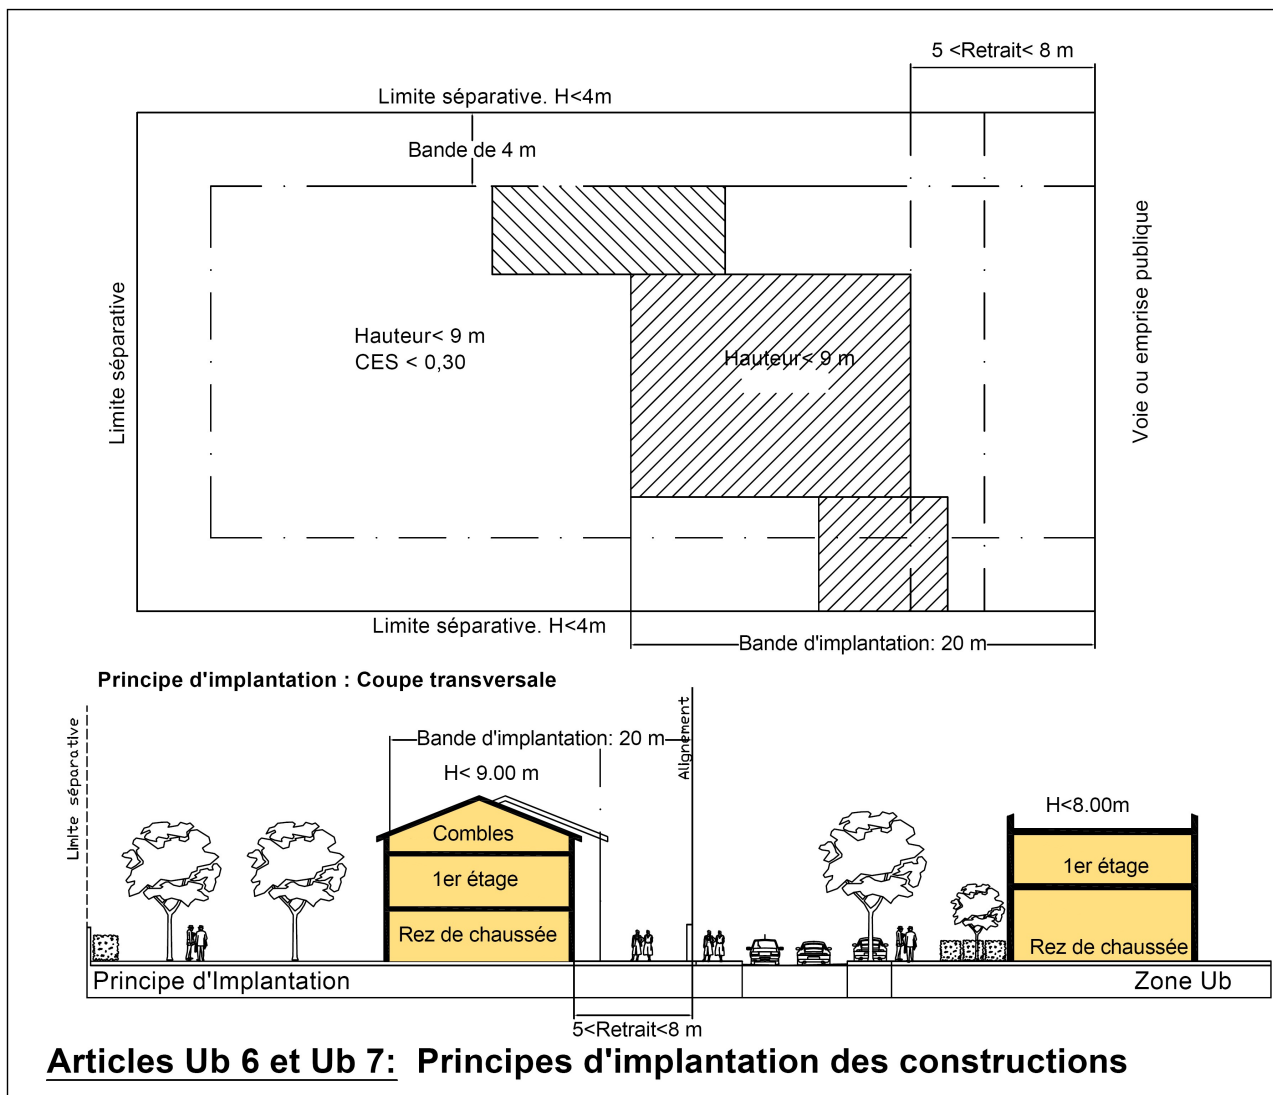 5 <Retrait< 8 m
Limite séparative. H<4m
Bande de 4 m
Limite séparative
Voie ou emprise publique
Hauteur< 9 m
CES < 0,30
Hauteur< 9 m
Limite séparative. H<4m
Bande d'implantation: 20 m
Principe d'implantation : Coupe transversale
Limite séparative
Alignement
Bande d'implantation: 20 m
H< 9.00 m
H<8.00m
Combles
1er étage
1er étage
Rez de chaussée
Rez de chaussée
Principe d'Implantation
Zone Ub
5<Retrait<8 m
Articles Ub 6 et Ub 7: Principes d'implantation des constructions